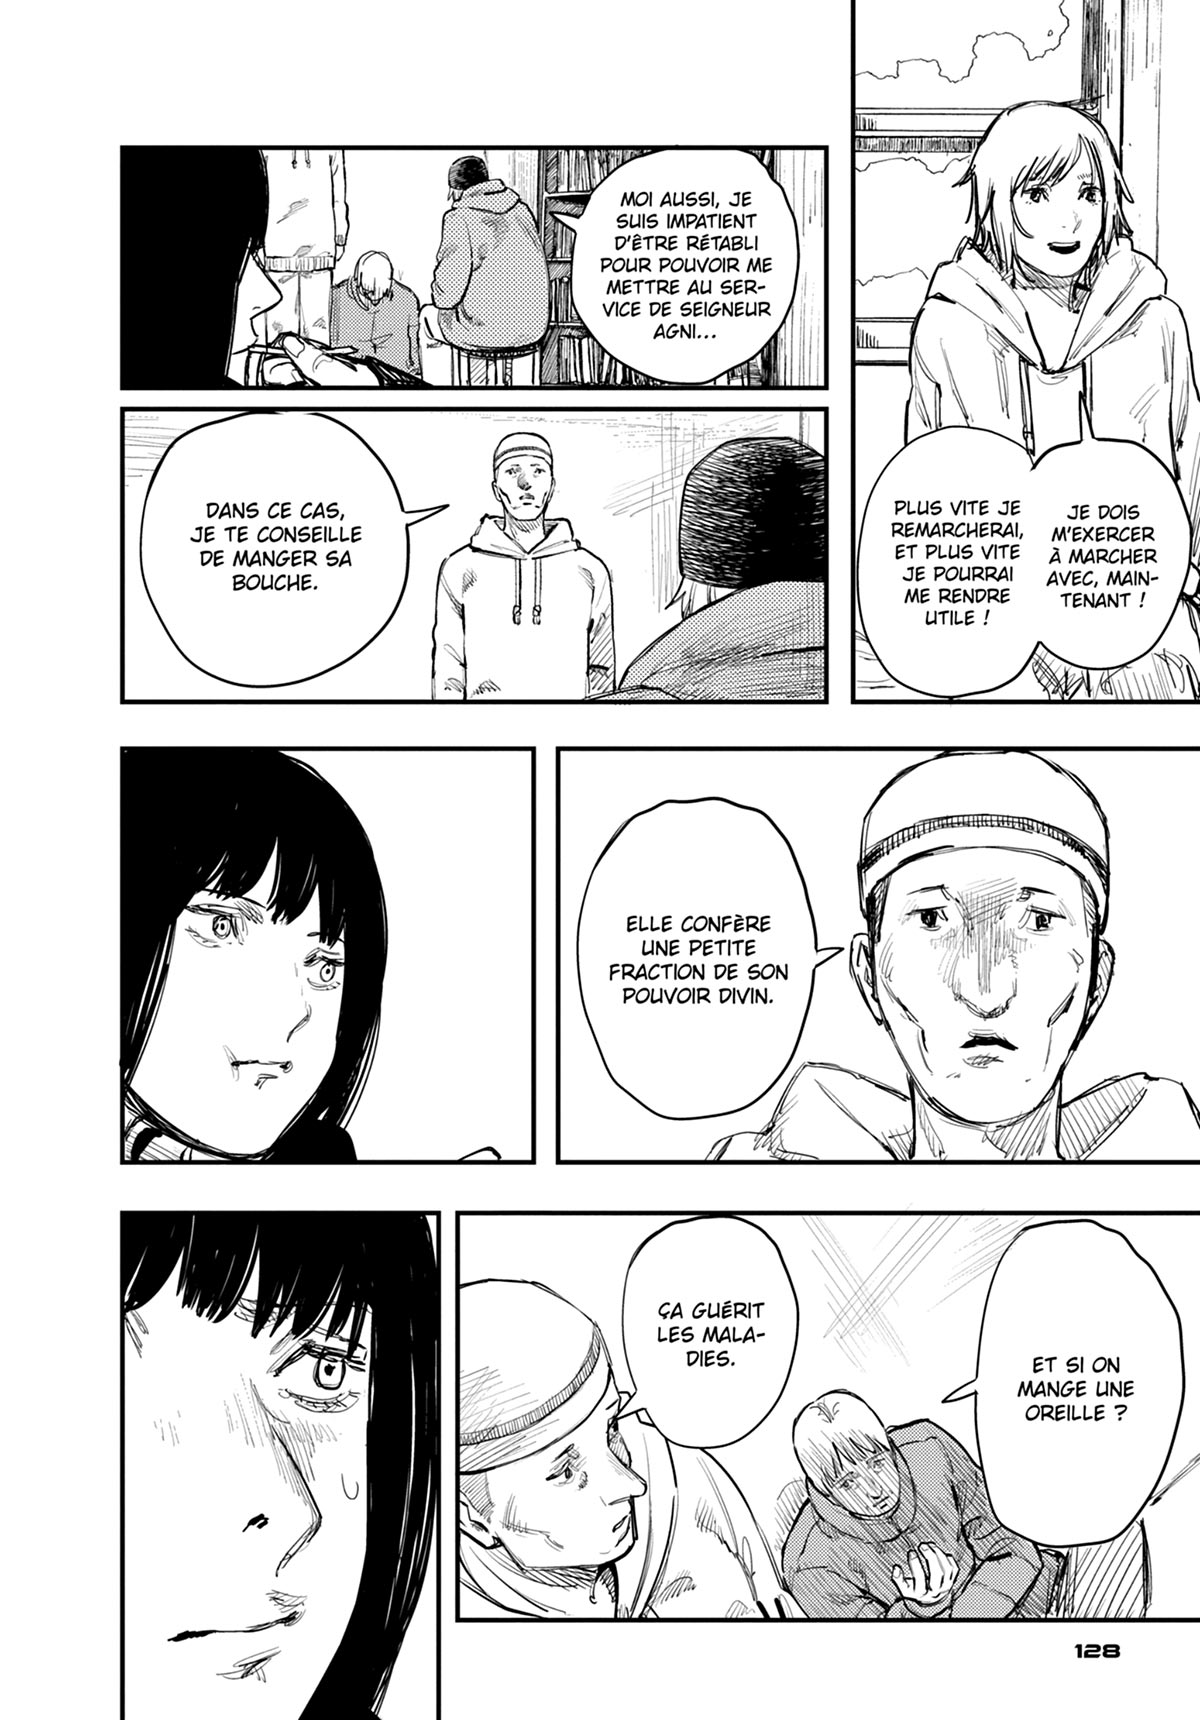 JE DOIS
M'EXERCER
À MARCHER
AVEC, MAIN-
TENANT !
PLUS VITE JE
REMARCHERAI,
ET PLUS VITE
JE POURRAI
ME RENDRE
UTILE !
MOI AUSSI, JE
SUIS IMPATIENT
D'ÊTRE RÉTABLI
POUR POUVOIR ME
METTRE AU SER-
VICE DE SEIGNEUR
AGNI...
DANS CE CAS,
JE TE CONSEILLE
DE MANGER SA
BOUCHE.
ELLE CONFÈRE
UNE PETITE
FRACTION DE SON
POUVOIR DIVIN.
ET SI ON
MANGE UNE
OREILLE ?
ÇA GUÉRIT
LES MALA-
DIES.
128